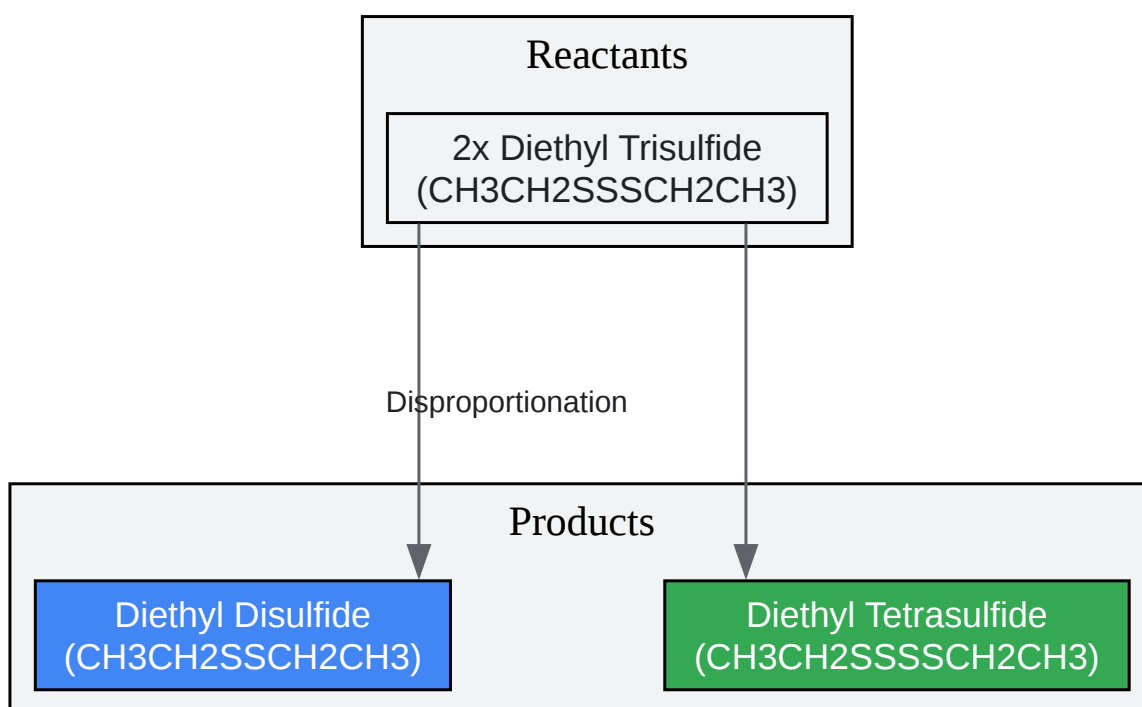 Reactants
2x Diethyl Trisulfide
(CH3CH2SSSCH2CH3)
Disproportionation
Products
Diethyl Disulfide
(CH3CH2SSCH2CH3)
Diethyl Tetrasulfide
(CH3CH2SSSSCH2CH3)